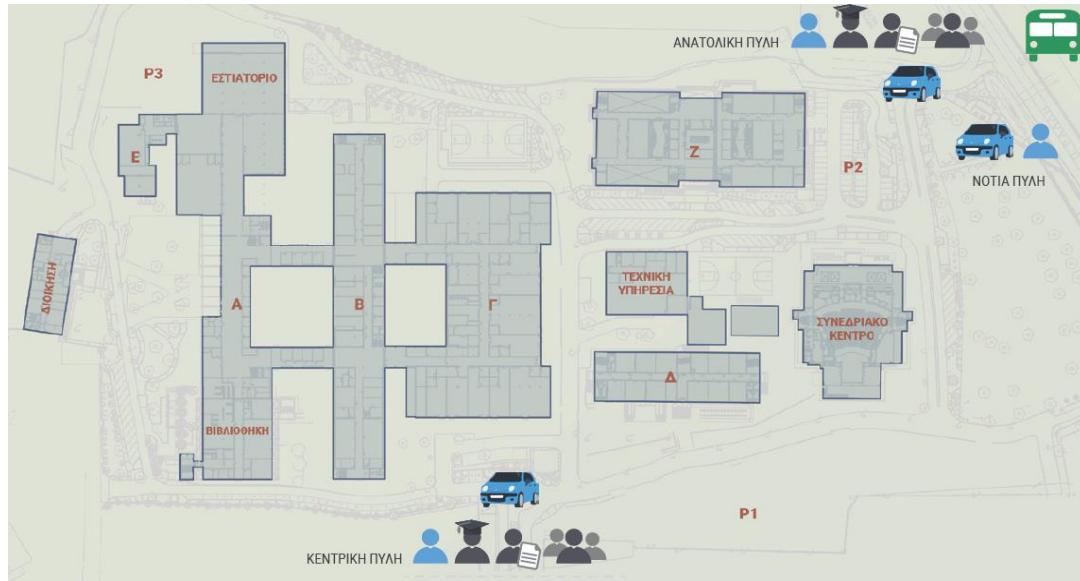 ΑΝΑΤΟΛΙΚΗ ΠΥΛΗ
P3
ΕΣΤΙΑΤΟΡΙΟ
Ε
Ζ
P2
ΝΟΤΙΑ ΠΥΛΗ
ΔΙΟΙΚΗΣΗ
Α
Β
Γ
ΤΕΧΝΙΚΗ
ΥΠΗΡΕΣΙΑ
ΣΥΝΕΔΡΙΑΚΟ
ΚΕΝΤΡΟ
Δ
ΒΙΒΛΙΟΘΗΚΗ
P1
ΚΕΝΤΡΙΚΗ ΠΥΛΗ